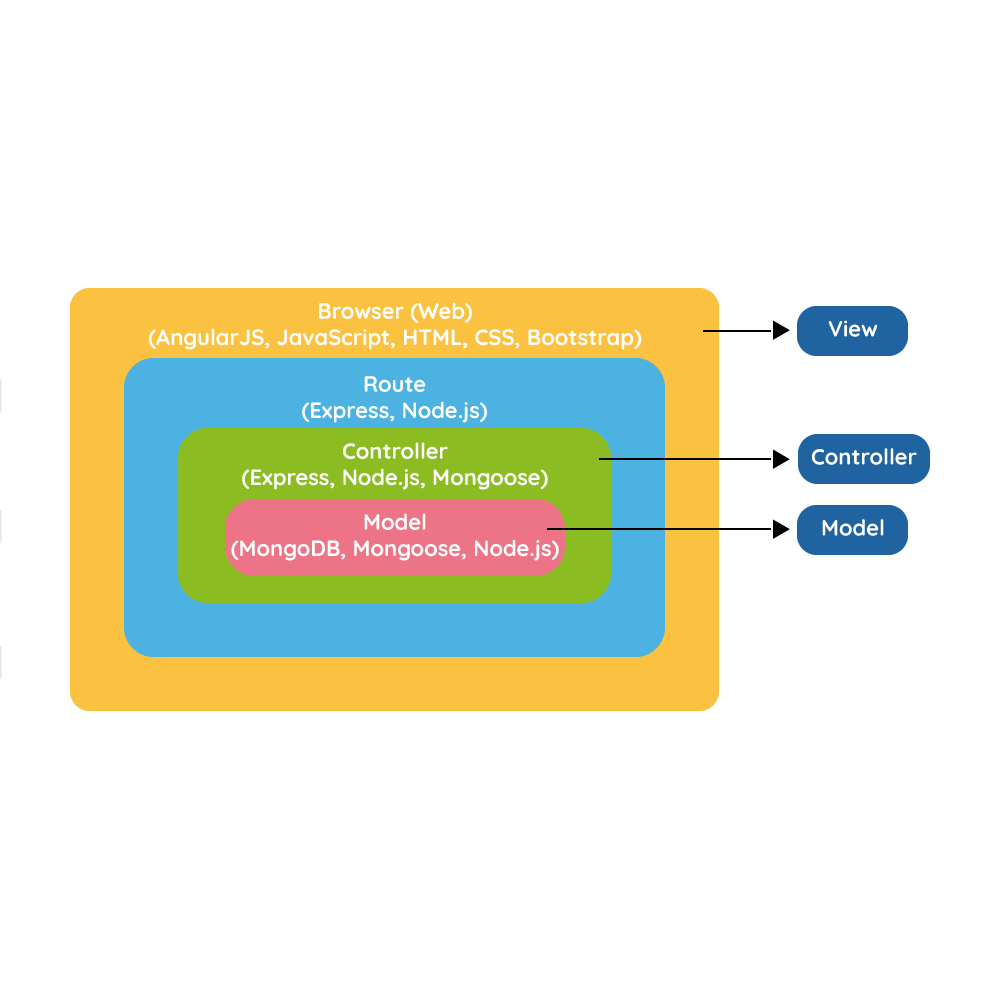 Browser (Web)
(AngularJS, JavaScript, HTML, CSS, Bootstrap)
View
Route
(Express, Node.js)
Controller
(Express, Node.js, Mongoose)
Controller
Model
(MongoDB, Mongoose, Node.js)
Model